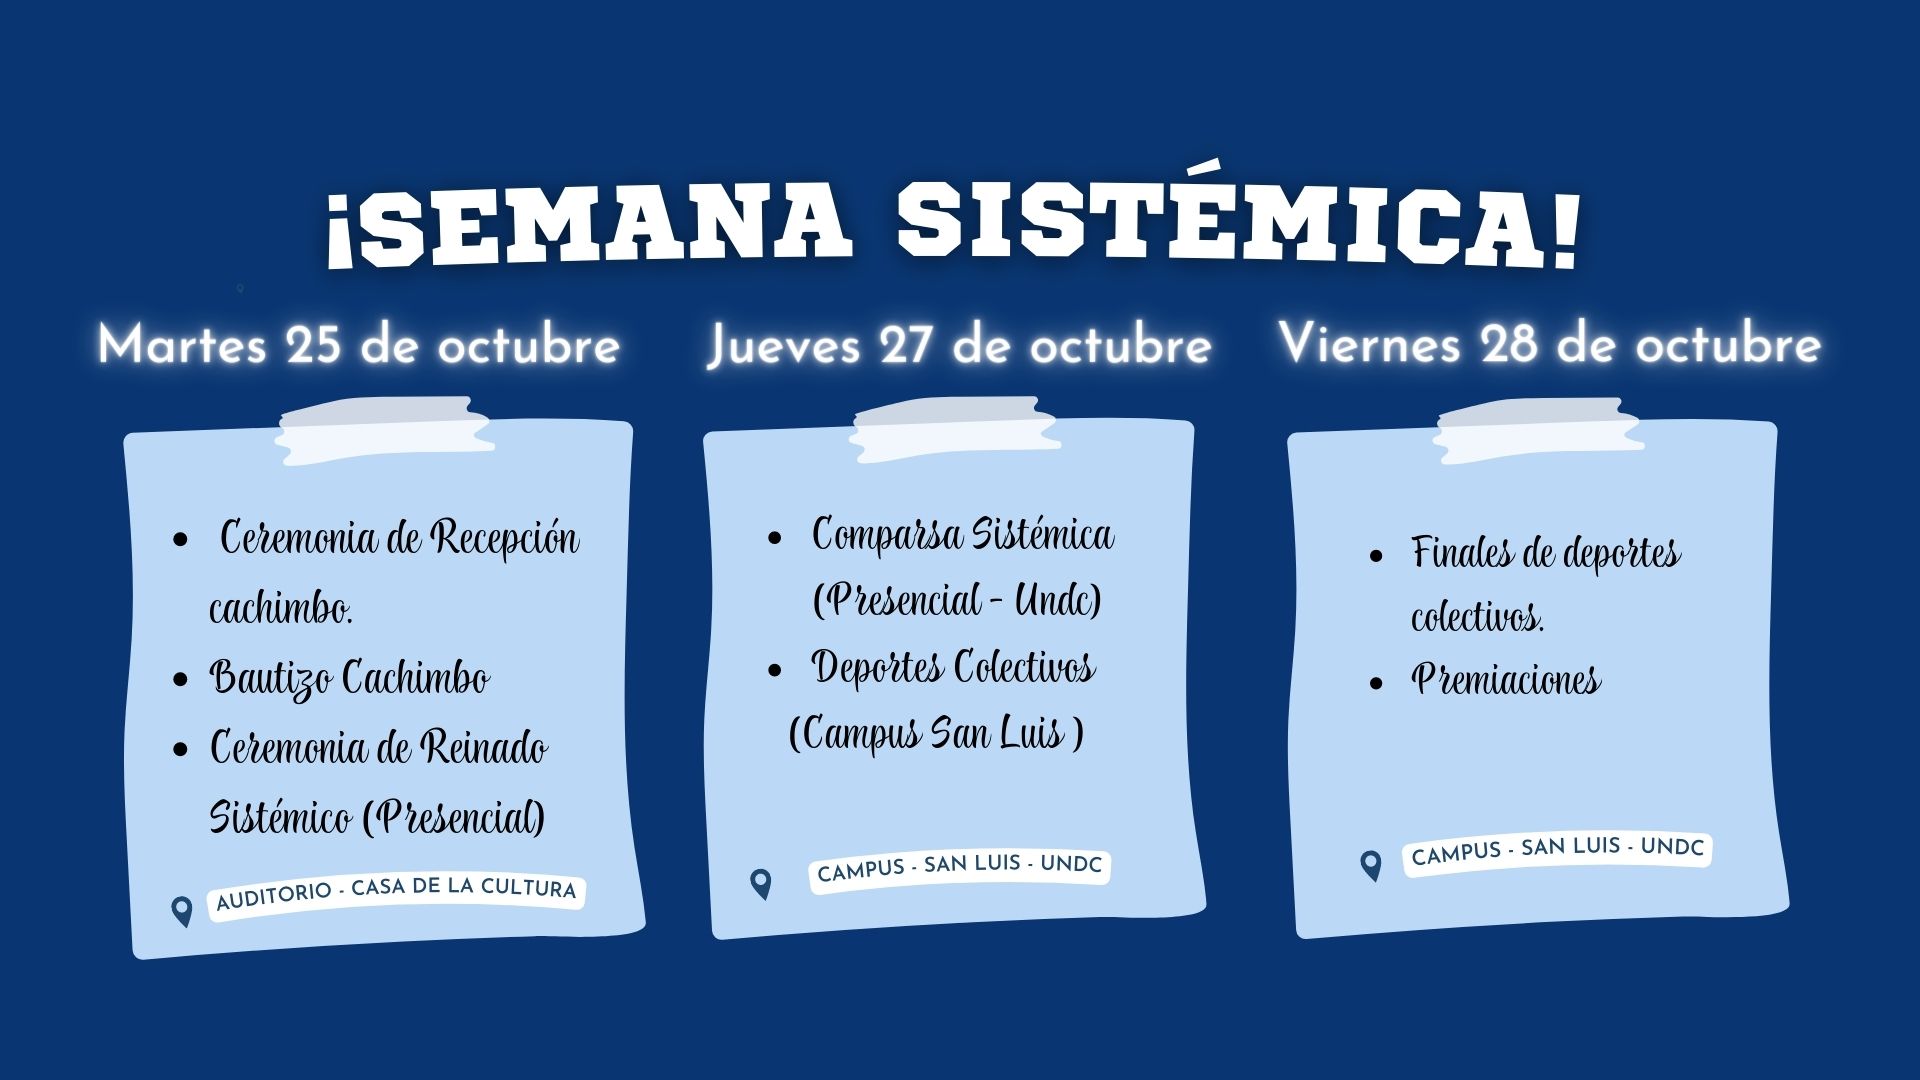 ¡SEMANA SISTÉMICA!
Martes 25 de octubre
• Ceremonia de Recepción
cachimbo.
• Bautizo Cachimbo
• Ceremonia de Reinado
Sistémico (Presencial)
AUDITORIO - CASA DE LA CULTURA
Jueves 27 de octubre
• Comparsa Sistémica
(Presencial - Undc)
• Deportes Colectivos
(Campus San Luis )
CAMPUS - SAN LUIS - UNDC
Viernes 28 de octubre
• Finales de deportes
colectivos.
• Premiaciones
CAMPUS - SAN LUIS - UNDC